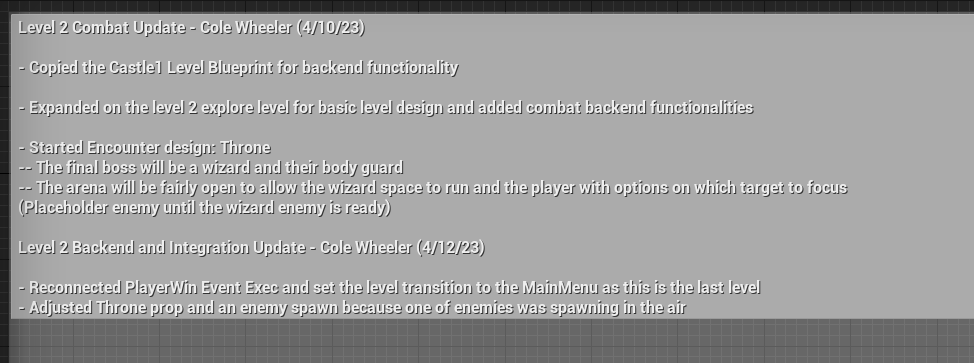 Level 2 Combat Update - Cole Wheeler (4/10/23)
- Copied the Castle1 Level Blueprint for backend functionality
- Expanded on the level 2 explore level for basic level design and added combat backend functionalities
- Started Encounter design: Throne
-- The final boss will be a wizard and their body guard
-- The arena will be fairly open to allow the wizard space to run and the player with options on which target to focus
(Placeholder enemy until the wizard enemy is ready)
Level 2 Backend and Integration Update - Cole Wheeler (4/12/23)
- Reconnected PlayerWin Event Exec and set the level transition to the MainMenu as this is the last level
- Adjusted Throne prop and an enemy spawn because one of enemies was spawning in the air